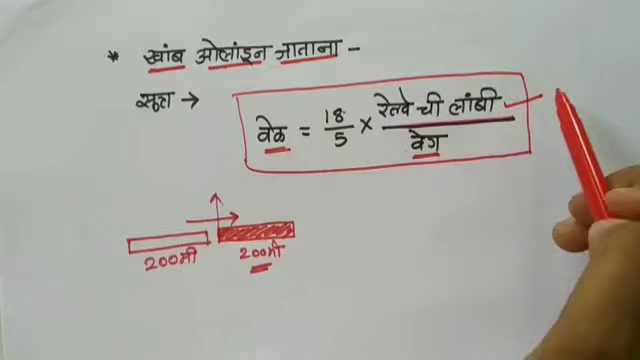 * खांब ओलांडून जाताना –
सूत्र →
वेळ = 18/5 × रेल्वे ची लांबी / वेग
200मी 200मी